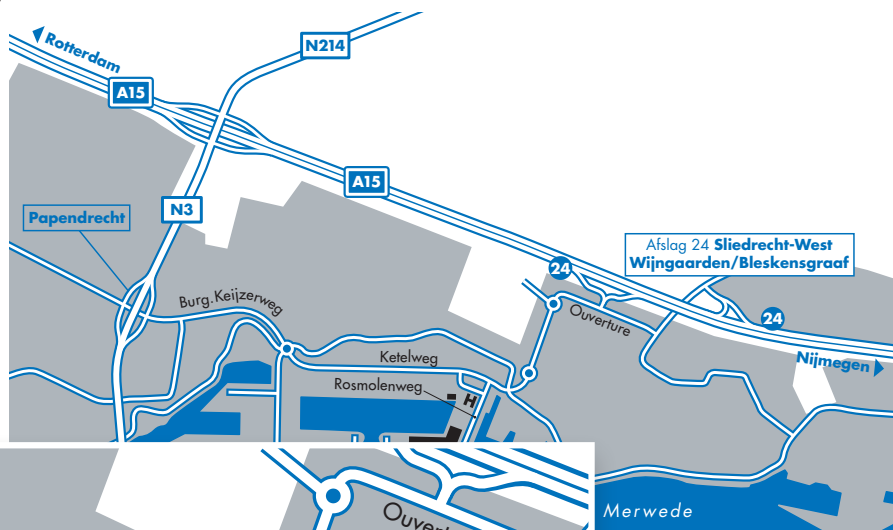 Rotterdam
N214
A15
A15
N3
Papendrecht
Afslag 24 Sliedrecht-West
Wijngaarden/Bleskensgraaf
24
24
Burg.Keijzerweg
Ouverture
Nijmegen
Ketelweg
Rosmolenweg
H
Merwede
Ouvert